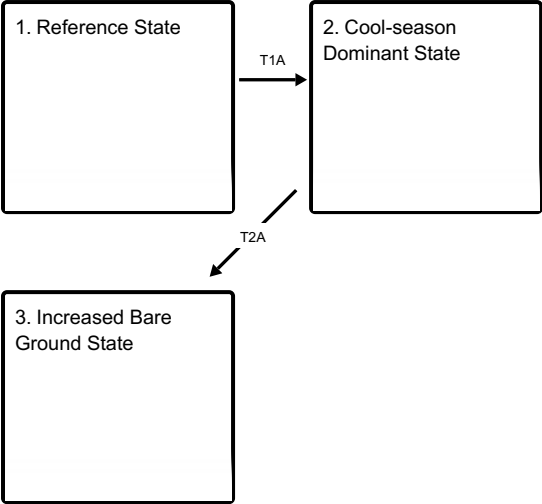 1. Reference State
T1A
2. Cool-season
Dominant State
T2A
3. Increased Bare
Ground State